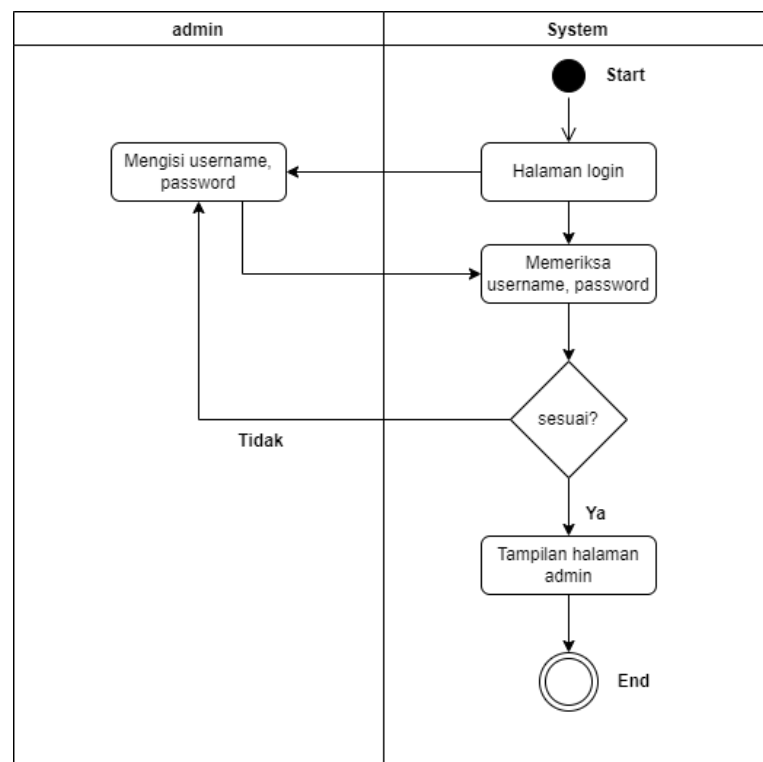 admin
System
Start
Mengisi username,
password
Halaman login
Memeriksa
username, password
sesuai?
Tidak
Ya
Tampilan halaman
admin
End